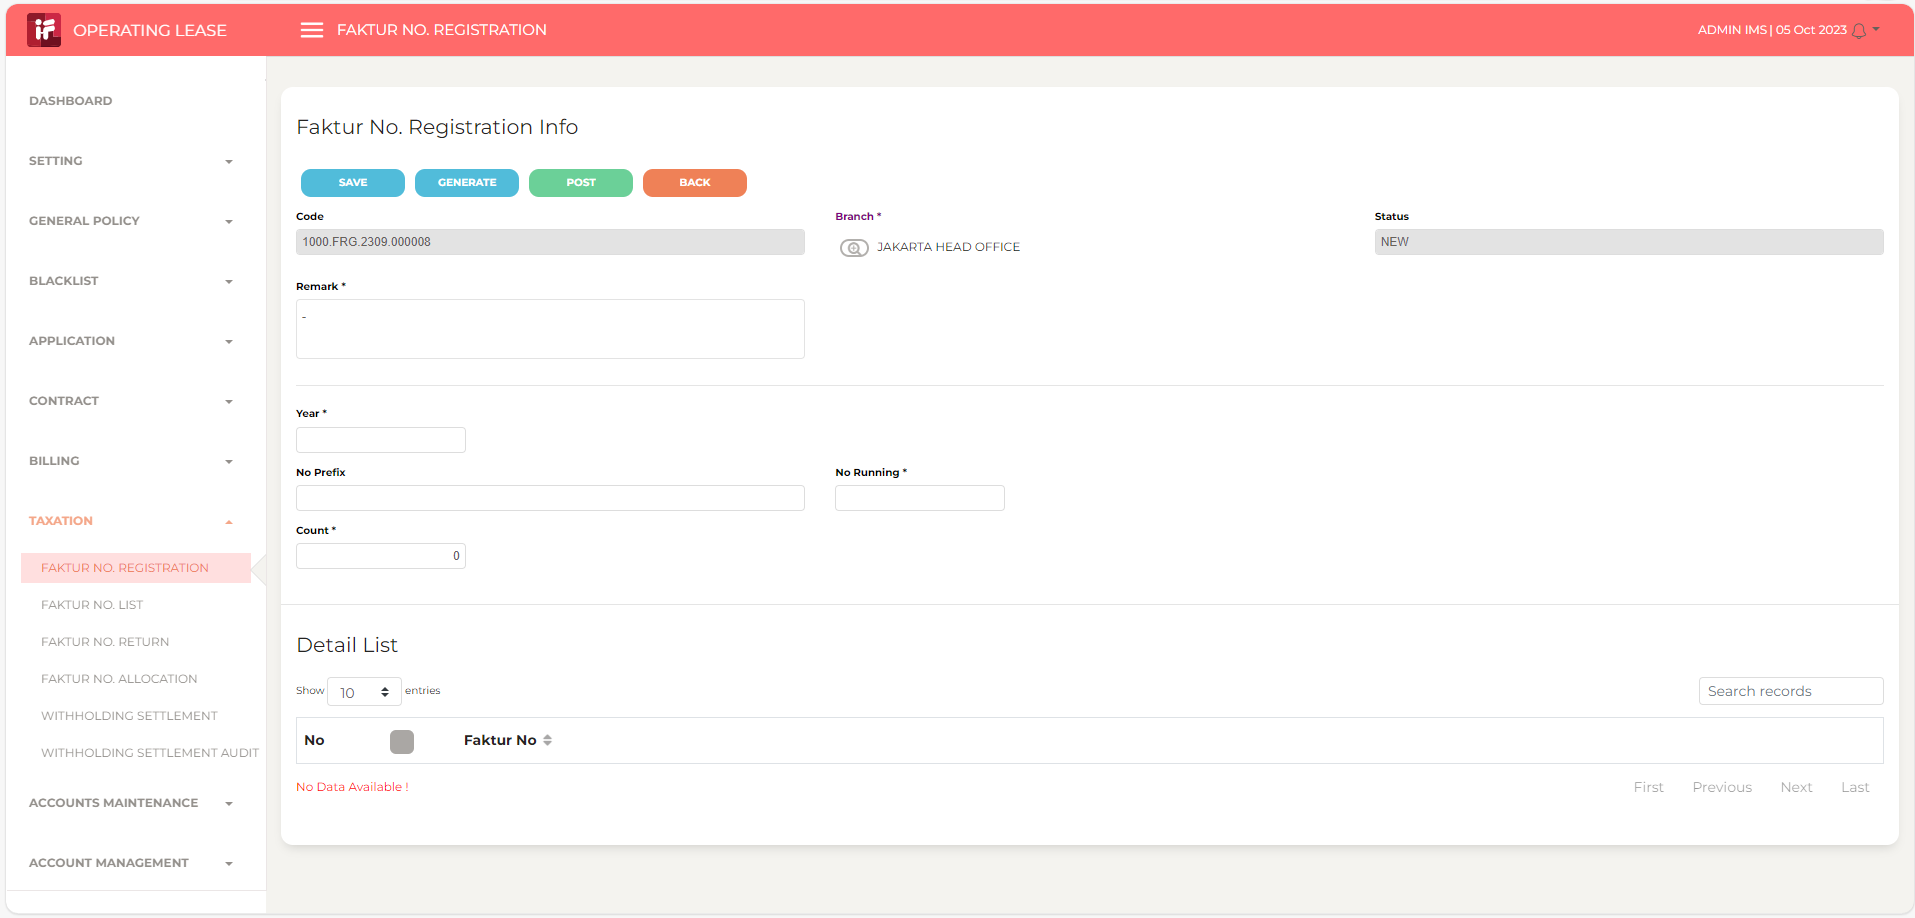 OPERATING LEASE
FAKTUR NO. REGISTRATION
ADMIN IMS | 05 Oct 2023
DASHBOARD
SETTING
GENERAL POLICY
BLACKLIST
APPLICATION
CONTRACT
BILLING
TAXATION
FAKTUR NO. REGISTRATION
FAKTUR NO. LIST
FAKTUR NO. RETURN
FAKTUR NO. ALLOCATION
WITHHOLDING SETTLEMENT
WITHHOLDING SETTLEMENT AUDIT
ACCOUNTS MAINTENANCE
ACCOUNT MANAGEMENT
Faktur No. Registration Info
SAVE GENERATE POST BACK
Code Branch * Status
1000.FRG.2309.000008 JAKARTA HEAD OFFICE NEW
Remark *
-
Year *
No Prefix No Running *
Count *
0
Detail List
Show 10 entries Search records
No Faktur No
No Data Available ! First Previous Next Last